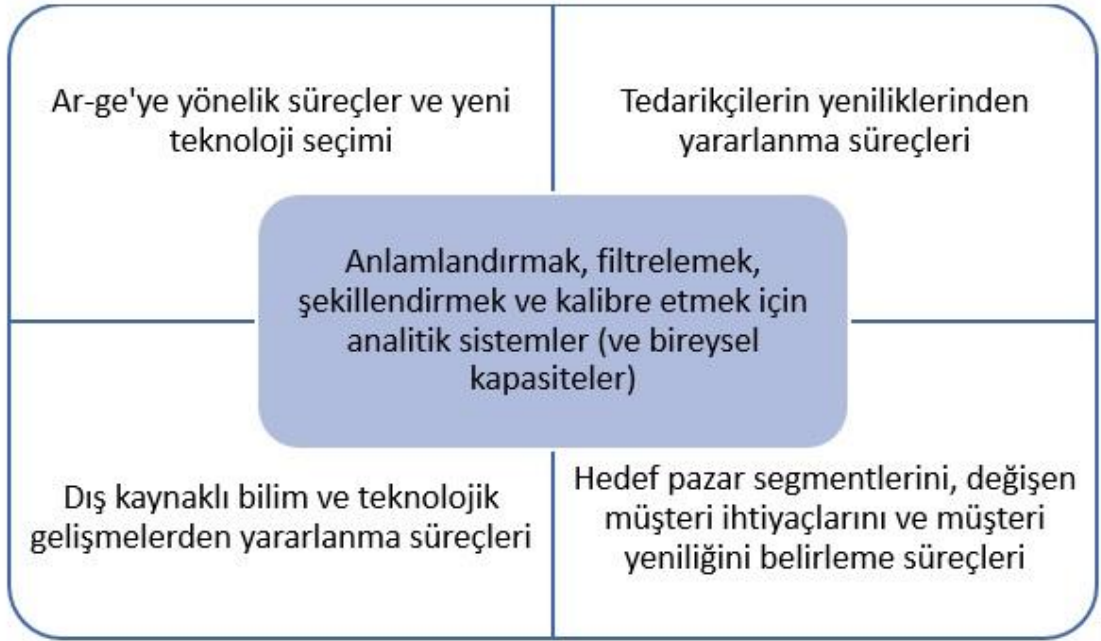 Ar-ge'ye yönelik süreçler ve yeni
teknoloji seçimi
Tedarikçilerin yeniliklerinden
yararlanma süreçleri
Anlamlandırmak, filtrelemek,
şekillendirmek ve kalibre etmek için
analitik sistemler (ve bireysel
kapasiteler)
Dış kaynaklı bilim ve teknolojik
gelişmelerden yararlanma süreçleri
Hedef pazar segmentlerini, değişen
müşteri ihtiyaçlarını ve müşteri
yeniliğini belirleme süreçleri